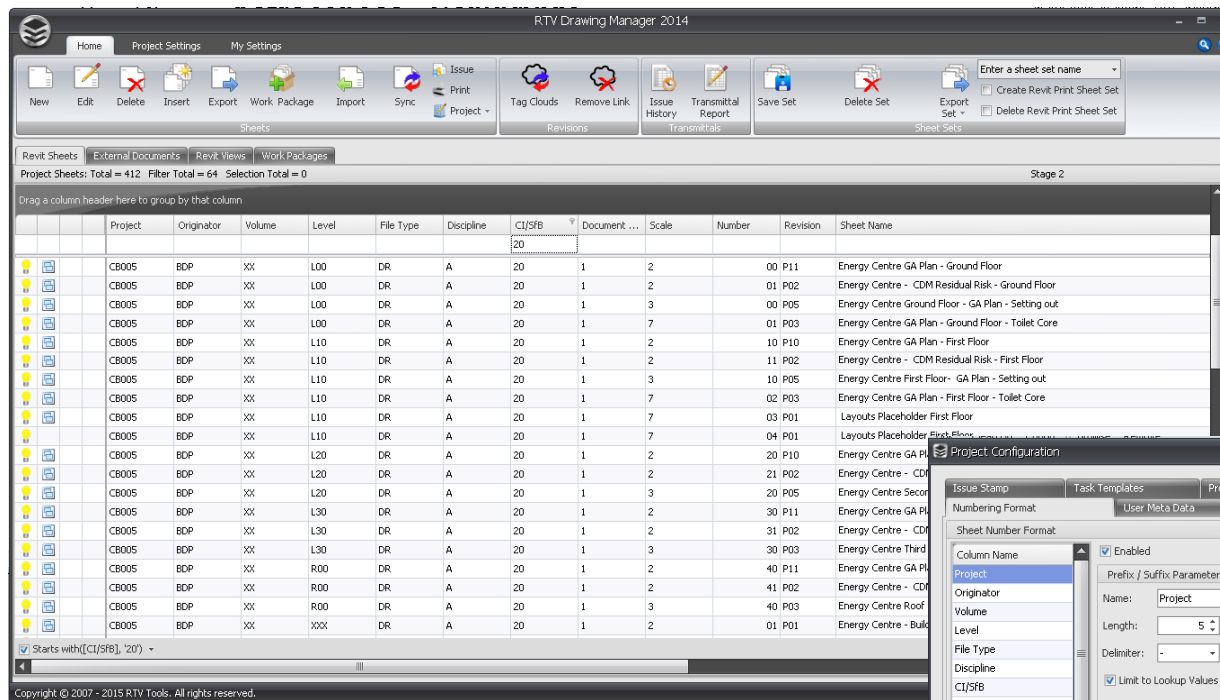 RTV Drawing Manager 2014
Home Project Settings My Settings
New Edit Delete Insert Export Work Package Import Sync Issue Print Project Tag Clouds Remove Link Issue History Transmittal Report Save Set Delete Set Export Set Enter a sheet set name
Create Revit Print Sheet Set
Delete Revit Print Sheet Set
Sheets Revisions Transmittals Sheet Sets
Revit Sheets External Documents Revit Views Work Packages
Project Sheets: Total = 412 Filter Total = 64 Selection Total = 0 Stage 2
Drag a column header here to group by that column
Project Originator Volume Level File Type Discipline CI/SfB Document ... Scale Number Revision Sheet Name
20
CB005 BDP XX L00 DR A 20 1 2 00 P11 Energy Centre GA Plan - Ground Floor
CB005 BDP XX L00 DR A 20 1 2 01 P02 Energy Centre - CDM Residual Risk - Ground Floor
CB005 BDP XX L00 DR A 20 1 3 00 P05 Energy Centre Ground Floor - GA Plan - Setting out
CB005 BDP XX L00 DR A 20 1 7 01 P03 Energy Centre GA Plan - Ground Floor - Toilet Core
CB005 BDP XX L10 DR A 20 1 2 10 P10 Energy Centre GA Plan - First Floor
CB005 BDP XX L10 DR A 20 1 2 11 P02 Energy Centre - CDM Residual Risk - First Floor
CB005 BDP XX L10 DR A 20 1 3 10 P05 Energy Centre First Floor- GA Plan - Setting out
CB005 BDP XX L10 DR A 20 1 7 02 P03 Energy Centre GA Plan - First Floor - Toilet Core
CB005 BDP XX L10 DR A 20 1 7 03 P01 Layouts Placeholder First Floor
CB005 BDP XX L10 DR A 20 1 7 04 P01 Layouts Placeholder First Floor
CB005 BDP XX L20 DR A 20 1 2 20 P10 Energy Centre GA Pl
CB005 BDP XX L20 DR A 20 1 2 21 P02 Energy Centre - CD
CB005 BDP XX L20 DR A 20 1 3 20 P05 Energy Centre Secon
CB005 BDP XX L30 DR A 20 1 2 30 P11 Energy Centre GA Pl
CB005 BDP XX L30 DR A 20 1 2 31 P02 Energy Centre - CD
CB005 BDP XX L30 DR A 20 1 3 30 P03 Energy Centre Third
CB005 BDP XX R00 DR A 20 1 2 40 P11 Energy Centre GA Pl
CB005 BDP XX R00 DR A 20 1 2 41 P02 Energy Centre - CD
CB005 BDP XX R00 DR A 20 1 3 40 P03 Energy Centre Roof
CB005 BDP XX XXX DR A 20 1 2 01 P01 Energy Centre - Build
Starts with([CI/SfB], '20')
Copyright © 2007 - 2015 RTV Tools. All rights reserved.
Project Configuration
Issue Stamp Task Templates Pr
Numbering Format User Meta Data
Sheet Number Format
Column Name
Project
Originator
Volume
Level
File Type
Discipline
CI/SfB
Enabled
Prefix / Suffix Parameter
Name: Project
Length: 5
Delimiter: -
Limit to Lookup Values